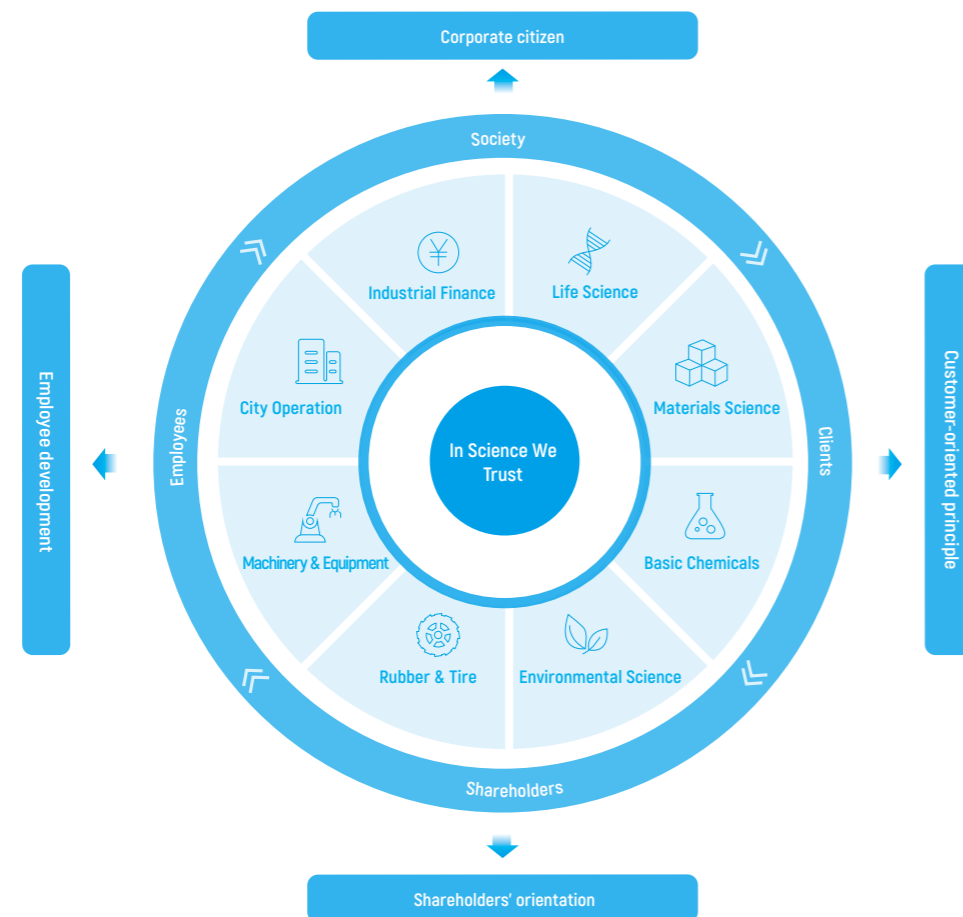 Corporate citizen
Society
Industrial Finance
Life Science
City Operation
Materials Science
Employee development
Employees
In Science We
Trust
Clients
Customer-oriented principle
Machinery & Equipment
Basic Chemicals
Rubber & Tire
Environmental Science
Shareholders
Shareholders' orientation